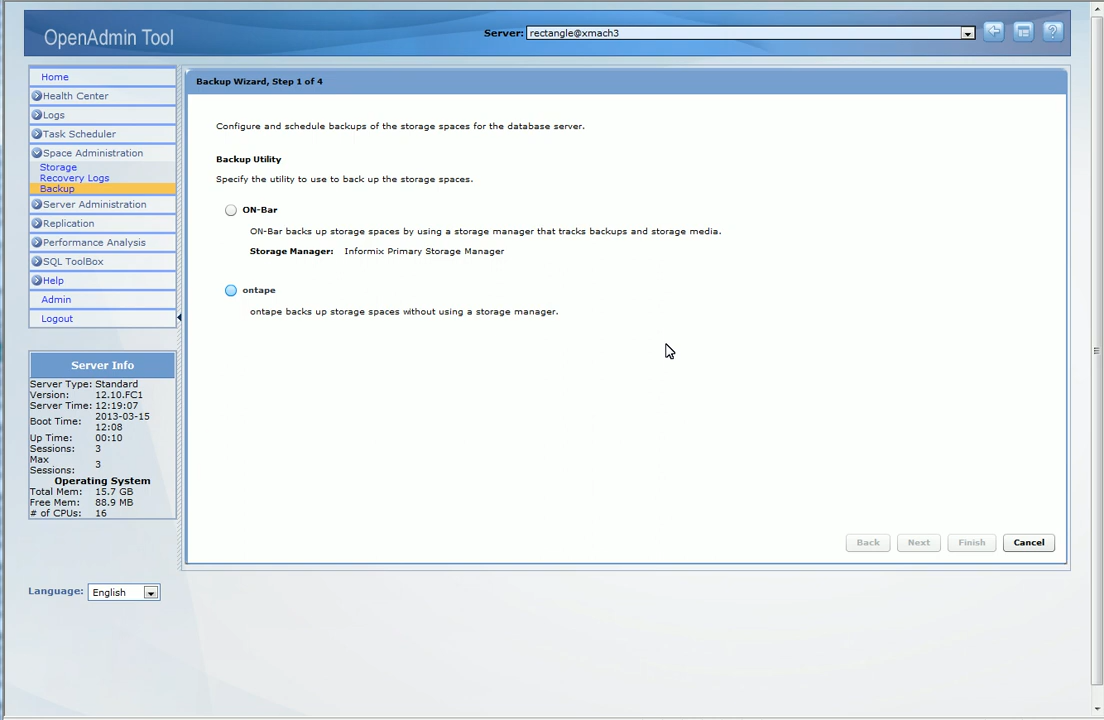 OpenAdmin Tool
Server: rectangle@xmach3
Home
Health Center
Logs
Task Scheduler
Space Administration
Storage
Recovery Logs
Backup
Server Administration
Replication
Performance Analysis
SQL ToolBox
Help
Admin
Logout
Server Info
Server Type: Standard
Version: 12.10.FC1
Server Time: 12:19:07
Boot Time: 2013-03-15 12:08
Up Time: 00:10
Sessions: 3
Max Sessions: 3
Operating System
Total Mem: 15.7 GB
Free Mem: 88.9 MB
# of CPUs: 16
Language: English
Backup Wizard, Step 1 of 4
Configure and schedule backups of the storage spaces for the database server.
Backup Utility
Specify the utility to use to back up the storage spaces.
ON-Bar
ON-Bar backs up storage spaces by using a storage manager that tracks backups and storage media.
Storage Manager: Informix Primary Storage Manager
ontape
ontape backs up storage spaces without using a storage manager.
Back Next Finish Cancel